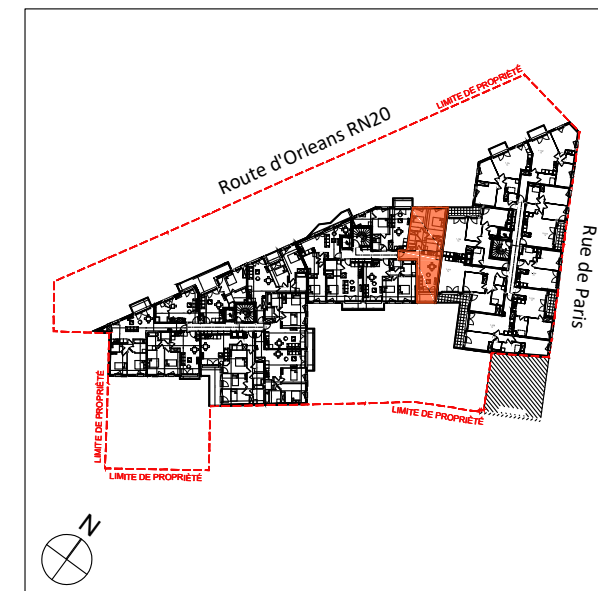 LIMITE DE PROPRIÉTÉ
Route d'Orleans RN20
Rue de Paris
LIMITE DE PROPRIÉTÉ
LIMITE DE PROPRIÉTÉ
LIMITE DE PROPRIÉTÉ
N